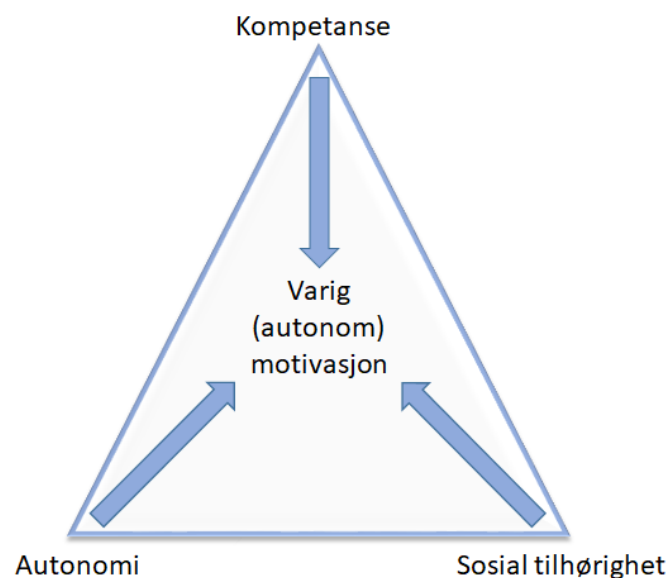 Kompetanse
Varig
(autonom)
motivasjon
Autonomi
Sosial tilhørighet